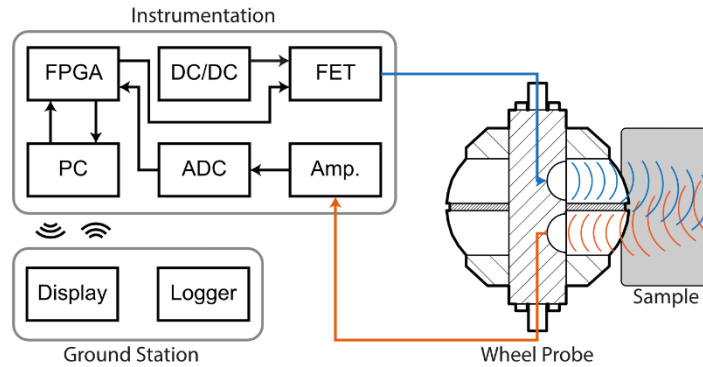 Instrumentation
FPGA
DC/DC
FET
PC
ADC
Amp.
Display
Logger
Ground Station
Wheel Probe
Sample